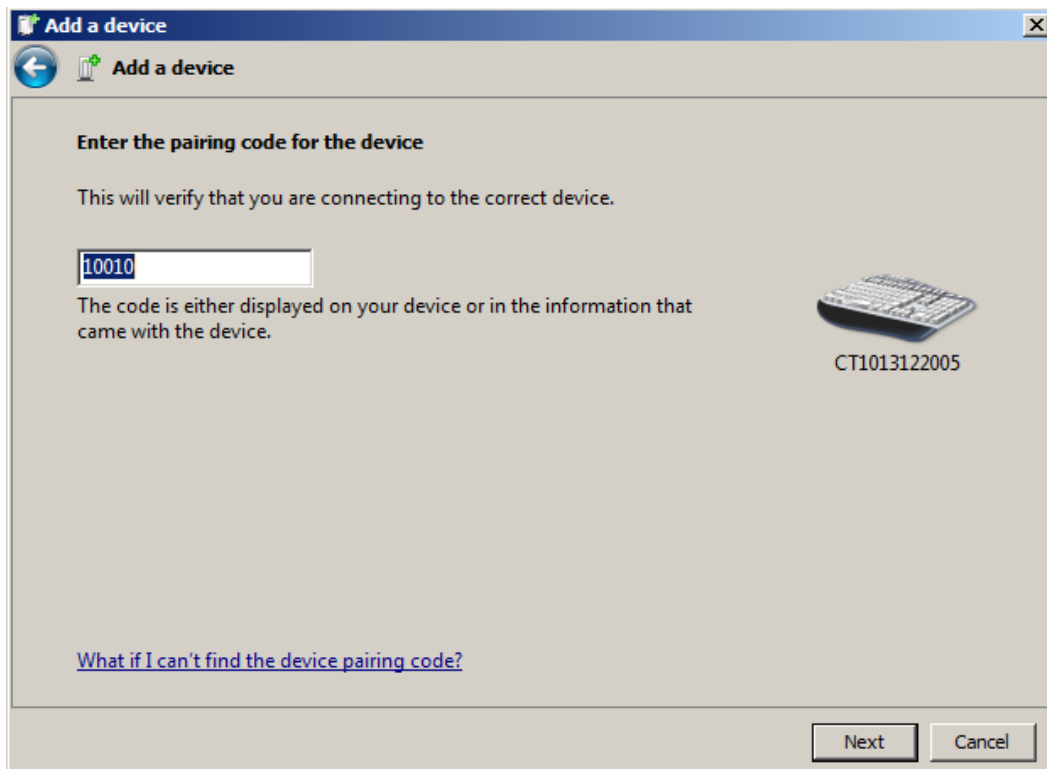 Add a device
Add a device
Enter the pairing code for the device
This will verify that you are connecting to the correct device.
10010
The code is either displayed on your device or in the information that
came with the device.
CT1013122005
What if I can't find the device pairing code?
Next
Cancel